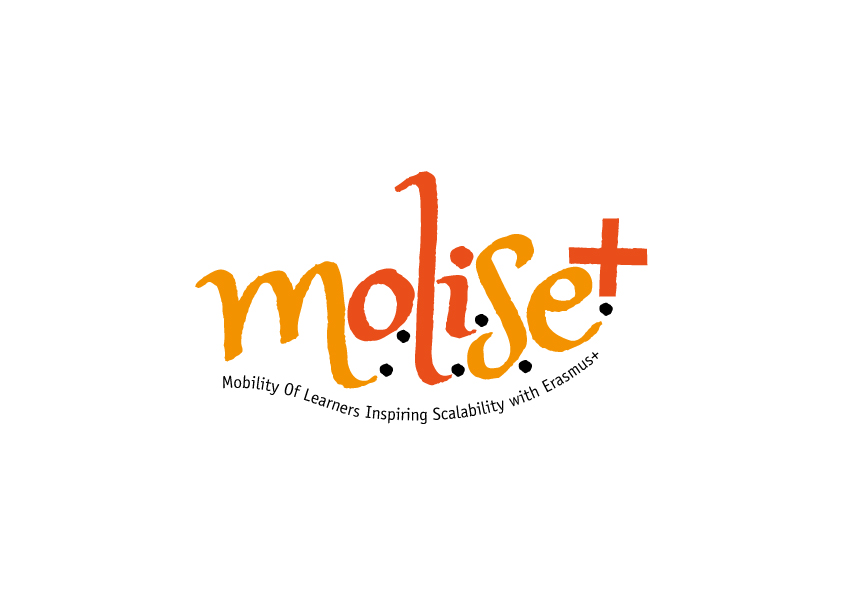 m.o.l.i.s.e.+
Mobility Of Learners Inspiring Scalability with Erasmus+